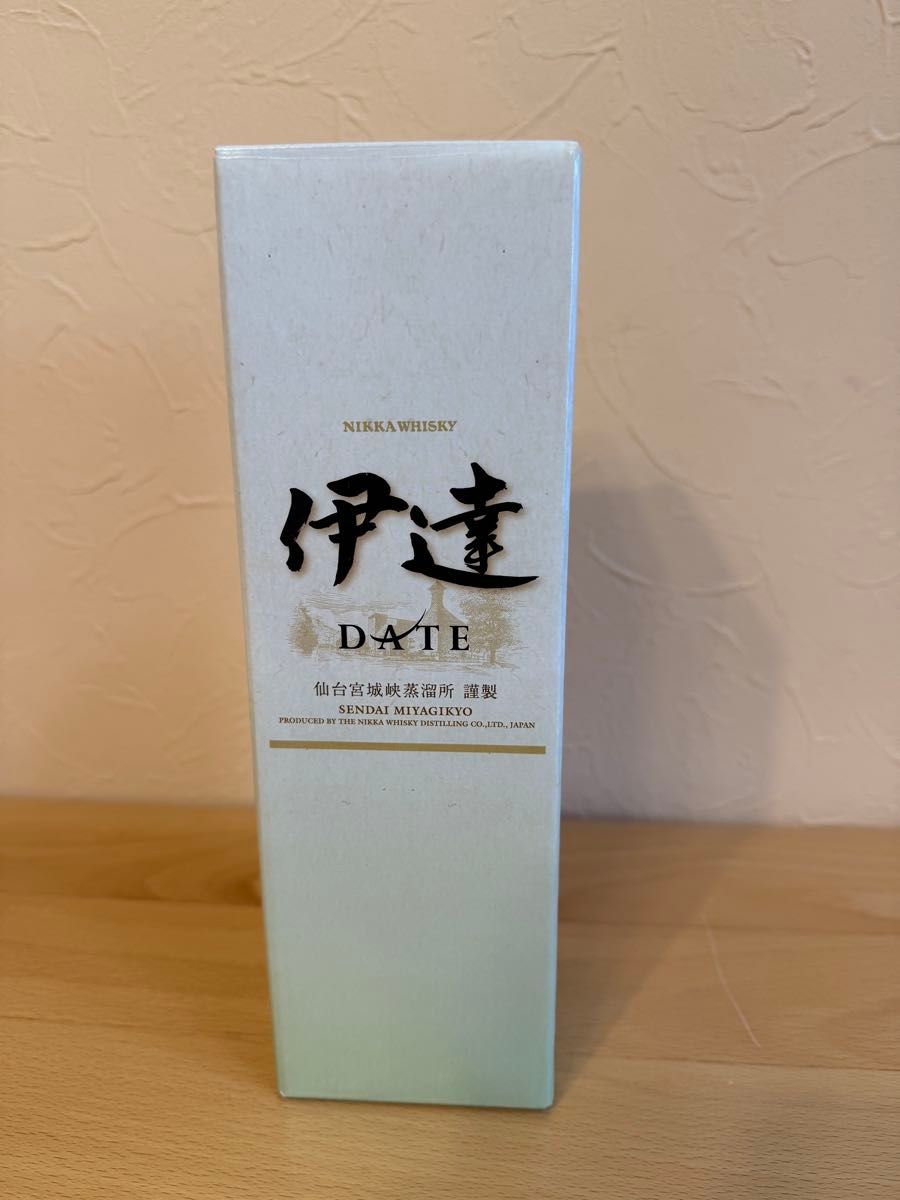 NIKKA WHISKY
伊達
DATE
仙台宮城峡蒸溜所 謹製
SENDAI MIYAGIKYO
PRODUCED BY THE NIKKA WHISKY DISTILLING CO.,LTD., JAPAN